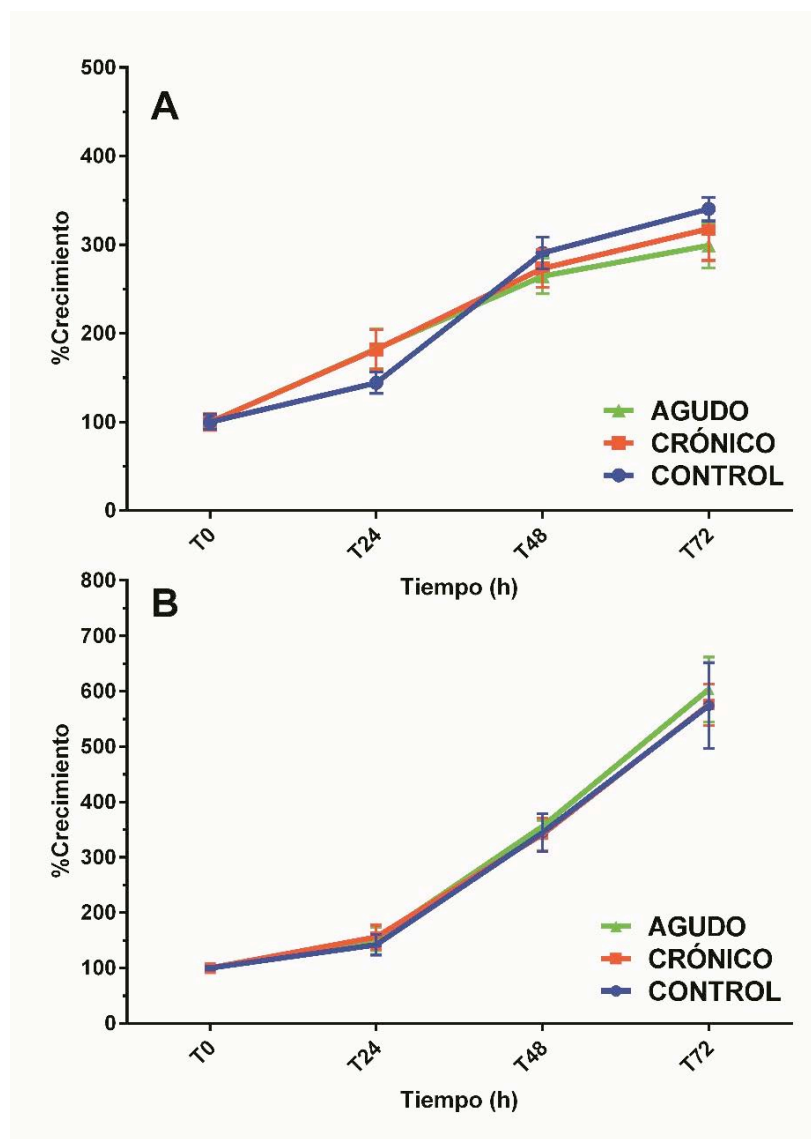 A
500
400
300
200
100
0
%Crecimiento
AGUDO
CRÓNICO
CONTROL
T0
T24
T48
T72
Tiempo (h)
B
800
700
600
500
400
300
200
100
0
%Crecimiento
AGUDO
CRÓNICO
CONTROL
T0
T24
T48
T72
Tiempo (h)